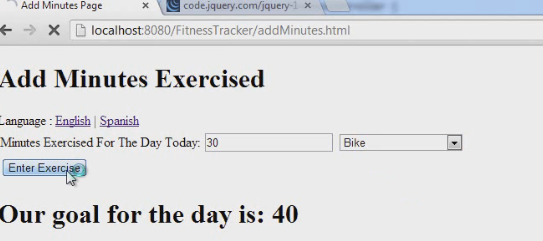 Add Minutes Page
code.jquery.com/jquery-1
localhost:8080/FitnessTracker/addMinutes.html
Add Minutes Exercised
Language : English | Spanish
Minutes Exercised For The Day Today: 30 Bike
Enter Exercise
Our goal for the day is: 40